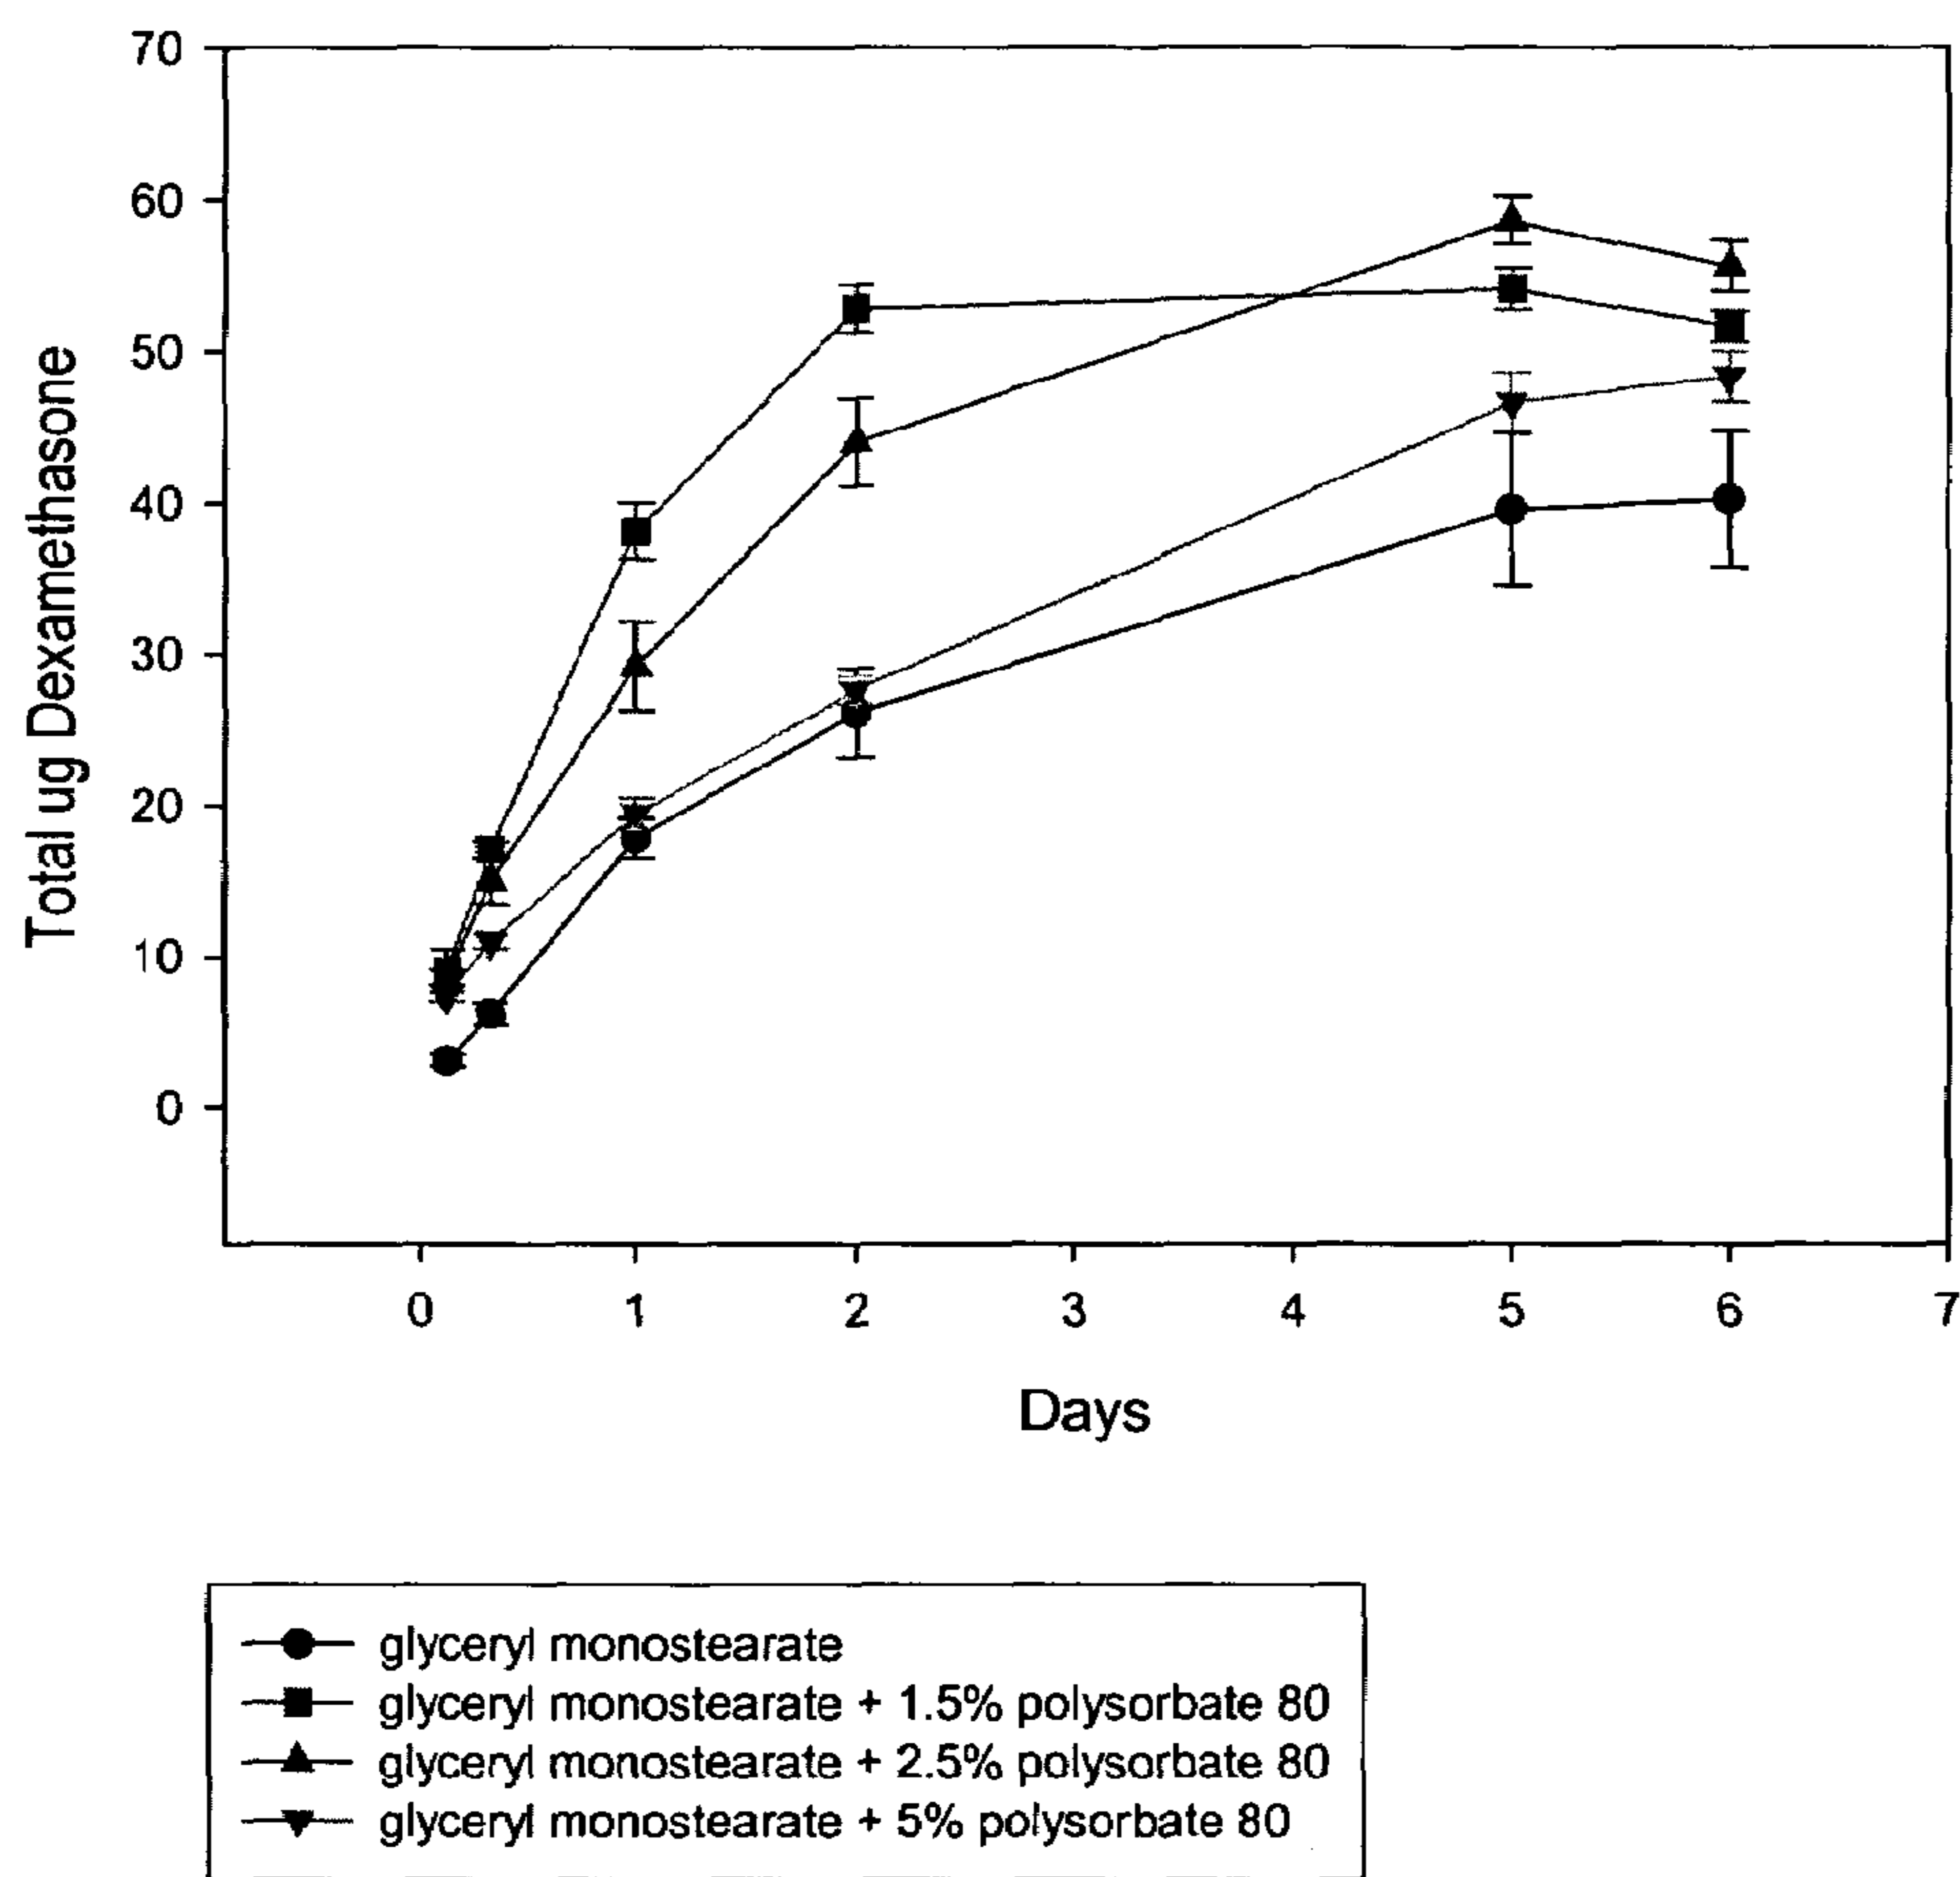 70
60
50
40
30
20
10
0
Total ug Dexamethasone
0 1 2 3 4 5 6 7
Days
glyceryl monostearate
glyceryl monostearate + 1.5% polysorbate 80
glyceryl monostearate + 2.5% polysorbate 80
glyceryl monostearate + 5% polysorbate 80